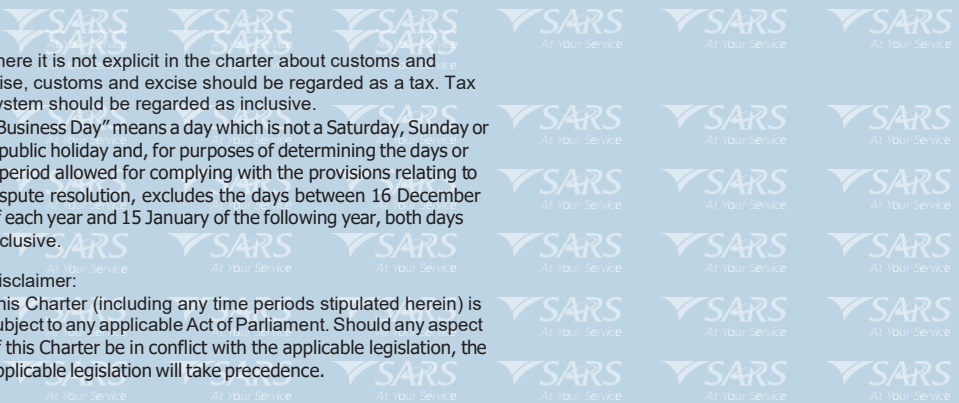 here it is not explicit in the charter about customs and
ise, customs and excise should be regarded as a tax. Tax
ystem should be regarded as inclusive.
Business Day” means a day which is not a Saturday, Sunday or
public holiday and, for purposes of determining the days or
period allowed for complying with the provisions relating to
spute resolution, excludes the days between 16 December
f each year and 15 January of the following year, both days
clusive.
isclaimer:
his Charter (including any time periods stipulated herein) is
ubject to any applicable Act of Parliament. Should any aspect
f this Charter be in conflict with the applicable legislation, the
pplicable legislation will take precedence.
SARS
At Your Service